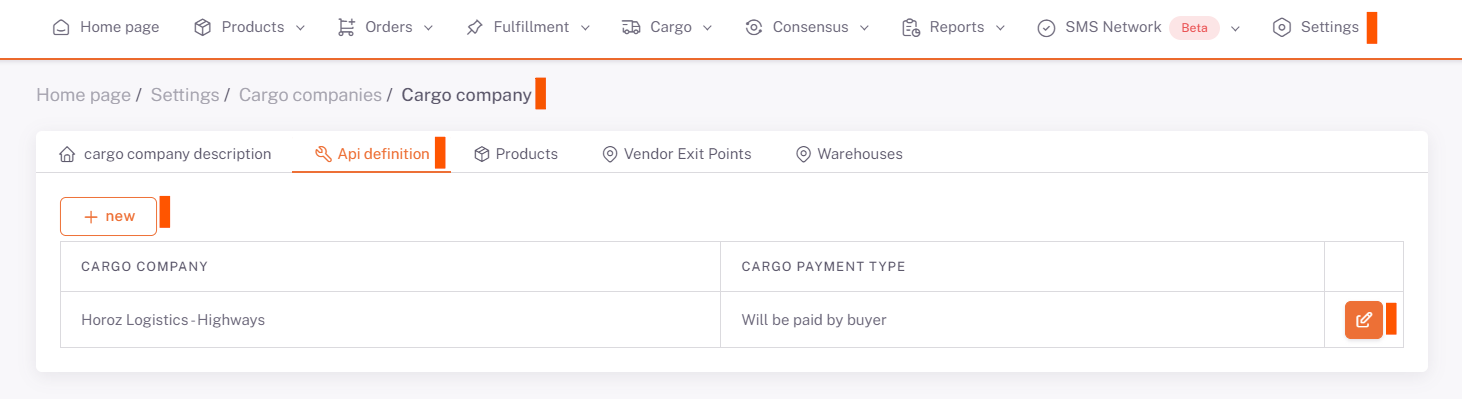 Home page Products Orders Fulfillment Cargo Consensus Reports SMS Network Beta Settings
Home page / Settings / Cargo companies / Cargo company
cargo company description Api definition Products Vendor Exit Points Warehouses
+ new
CARGO COMPANY CARGO PAYMENT TYPE
Horoz Logistics - Highways Will be paid by buyer